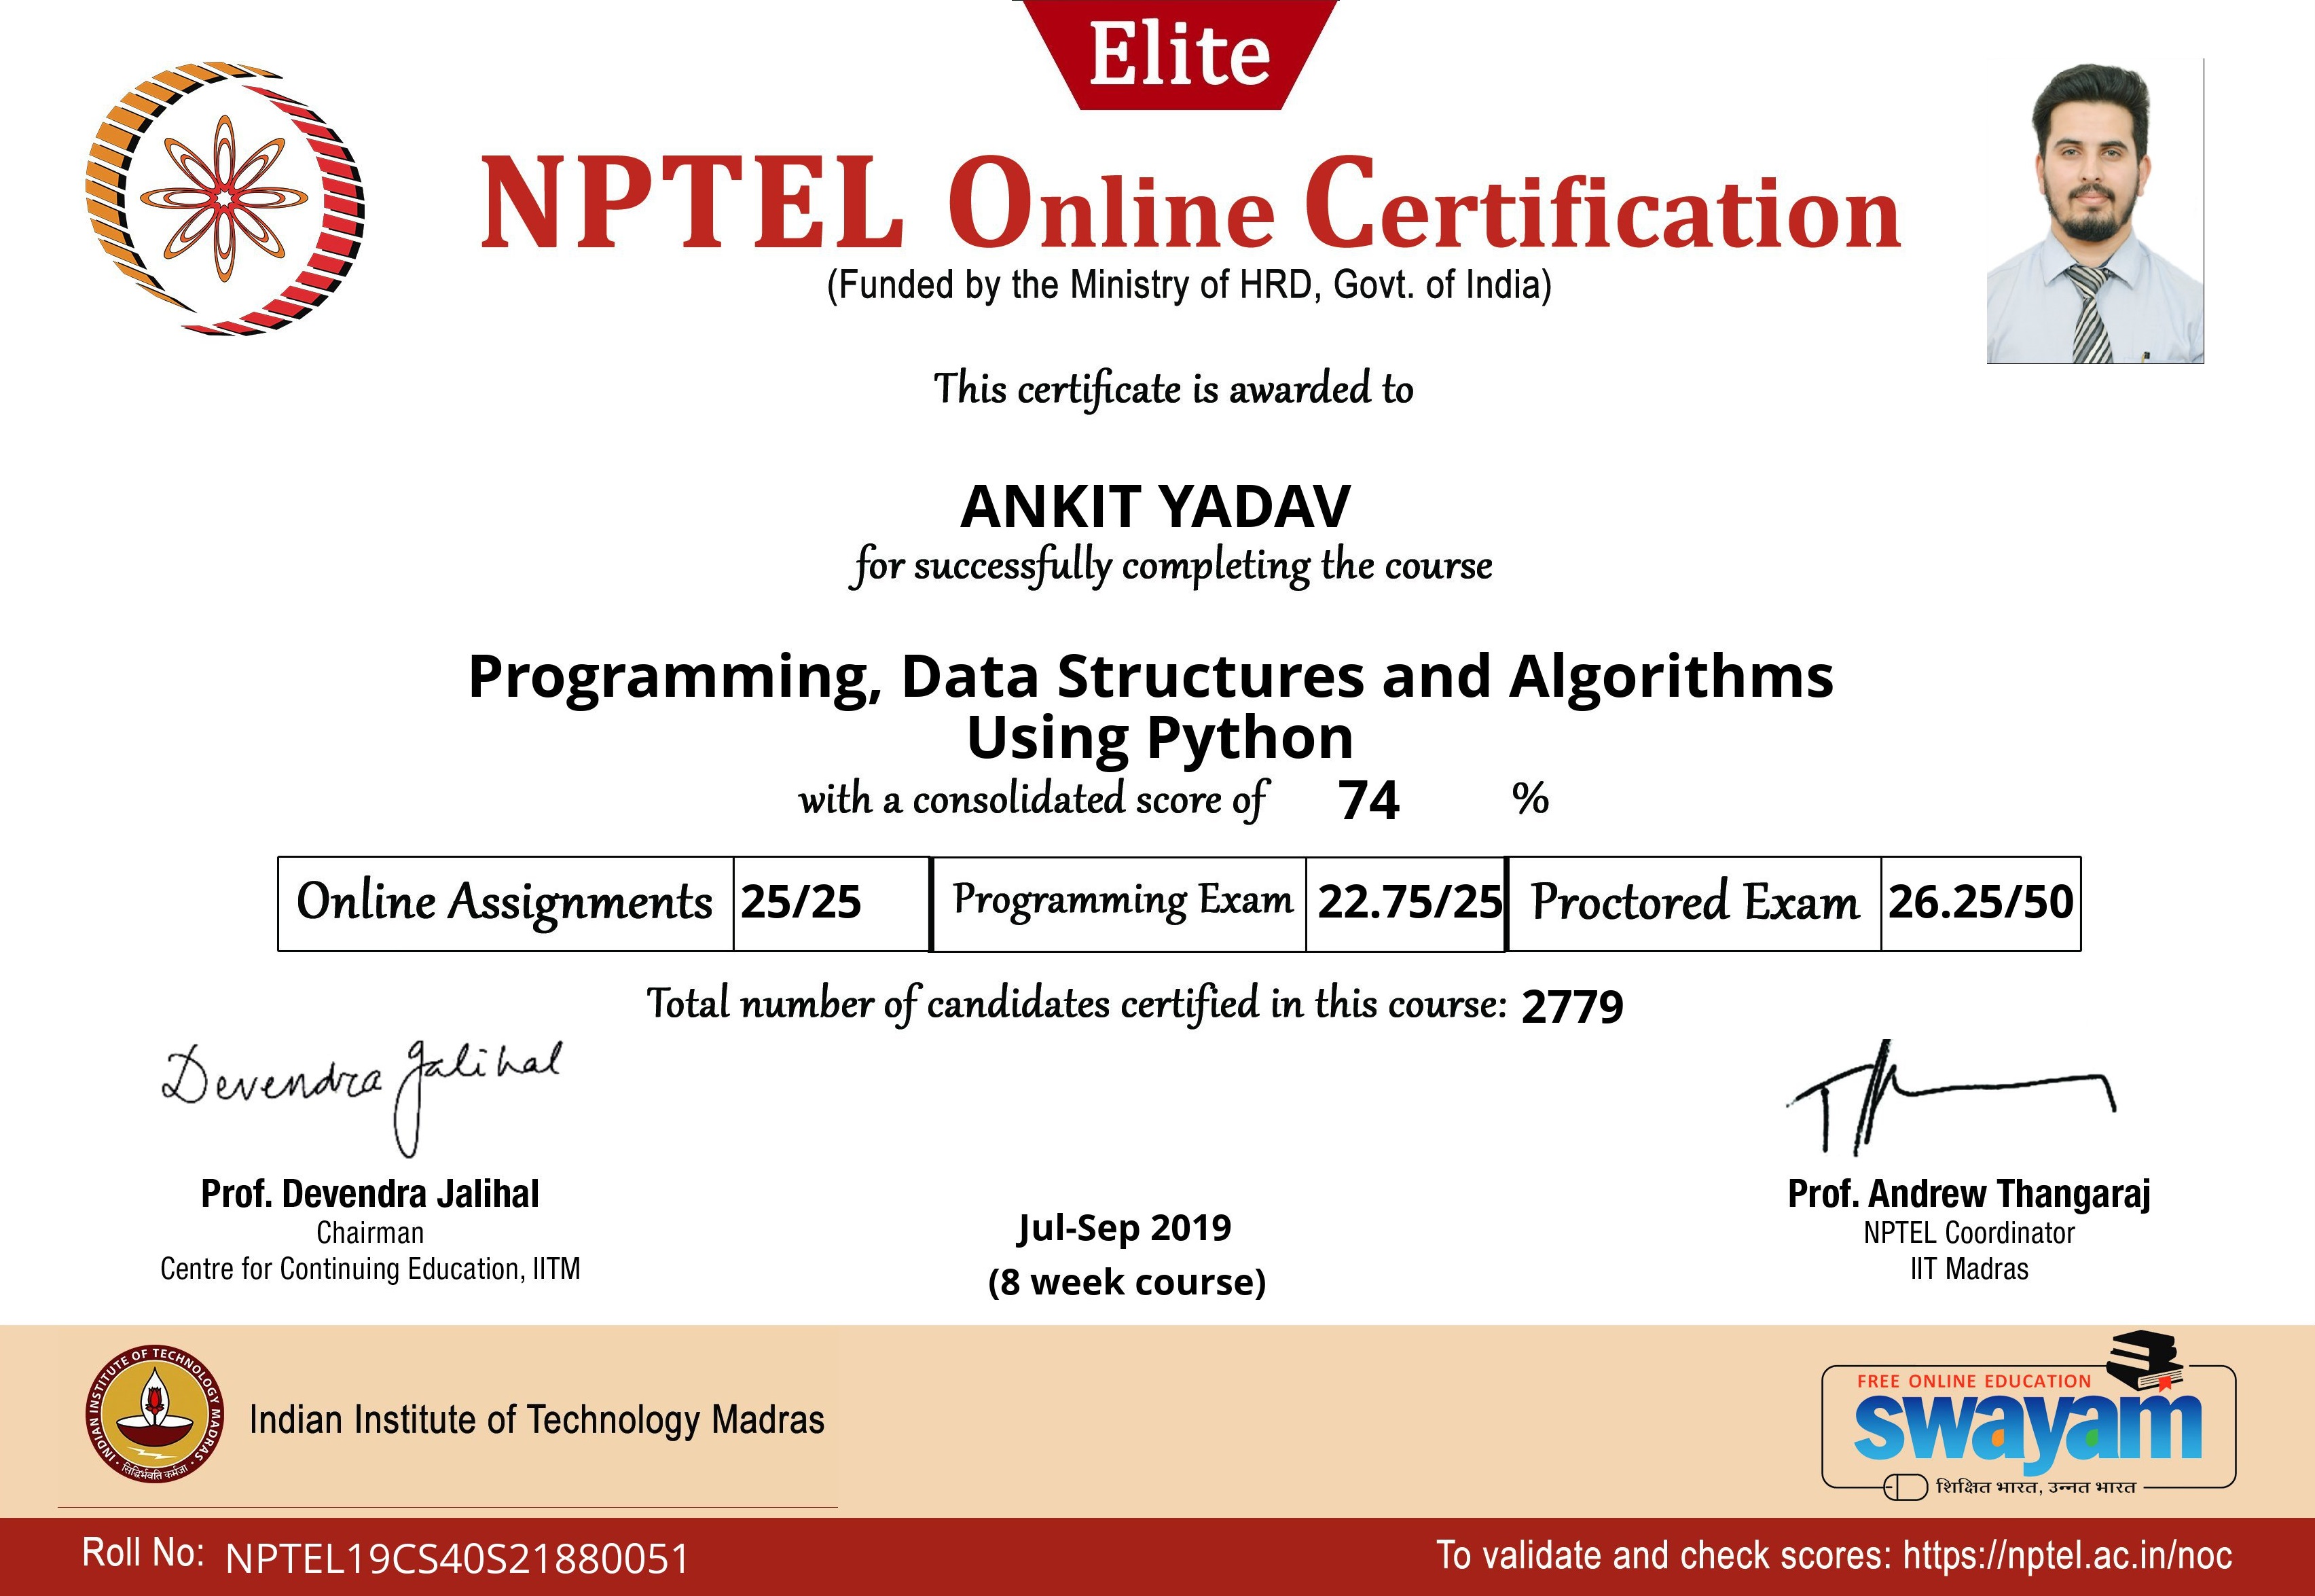 Elite
NPTEL Online Certification
(Funded by the Ministry of HRD, Govt. of India)
This certificate is awarded to
ANKIT YADAV
for successfully completing the course
Programming, Data Structures and Algorithms
Using Python
with a consolidated score of 74 %
Online Assignments 25/25 Programming Exam 22.75/25 Proctored Exam 26.25/50
Total number of candidates certified in this course: 2779
Devendra Jalihal
Prof. Devendra Jalihal
Chairman
Centre for Continuing Education, IITM
Jul-Sep 2019
(8 week course)
Prof. Andrew Thangaraj
NPTEL Coordinator
IIT Madras
INDIAN INSTITUTE OF TECHNOLOGY MADRAS
सिद्धिर्भवति कर्मजा
Indian Institute of Technology Madras
FREE ONLINE EDUCATION
swayam
शिक्षित भारत, उन्नत भारत
Roll No: NPTEL19CS40S21880051
To validate and check scores: https://nptel.ac.in/noc